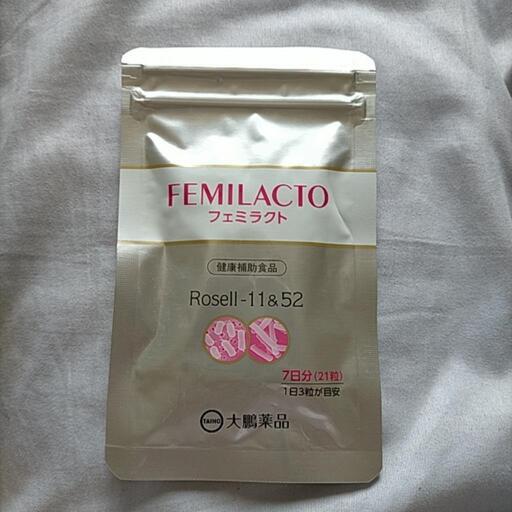 FEMILACTO
フェミラクト
健康補助食品
Rosell-11&52
7日分(21粒)
1日3粒が目安
TAIHO 大鵬薬品